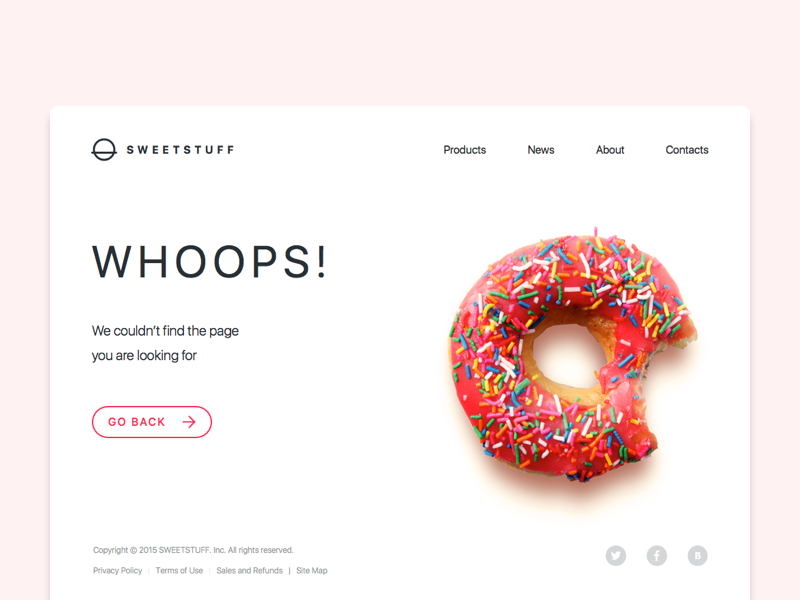 SWEETSTUFF
Products News About Contacts
WHOOPS!
We couldn't find the page
you are looking for
GO BACK
Copyright © 2015 SWEETSTUFF. Inc. All rights reserved.
Privacy Policy | Terms of Use | Sales and Refunds | Site Map
B